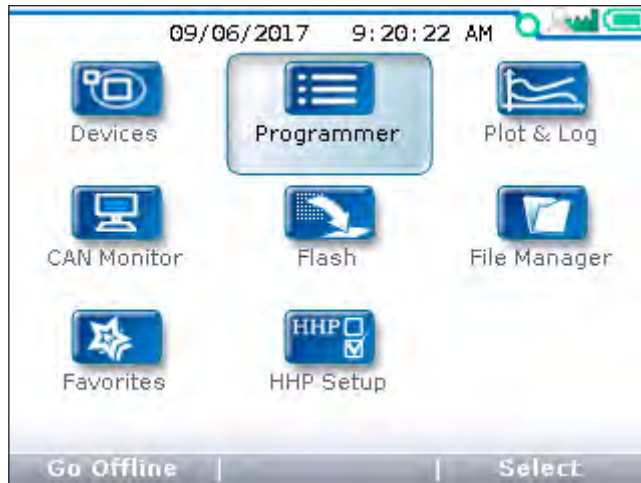 09/06/2017 9:20:22 AM
Devices
Programmer
Plot & Log
CAN Monitor
Flash
File Manager
HHP
Favorites
HHP Setup
Go Offline
Select